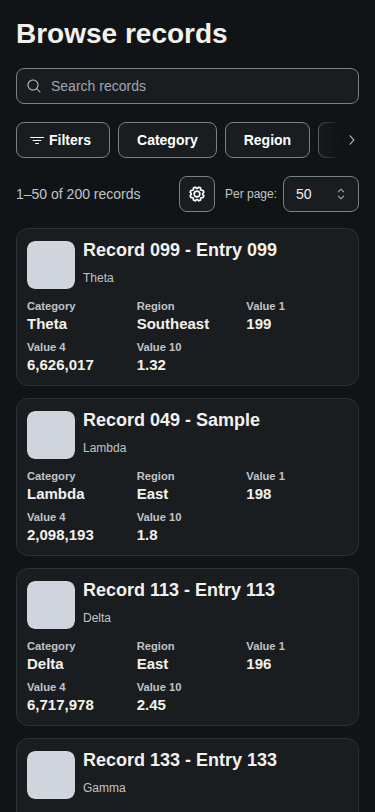 Browse records
Search records
Filters Category Region
1–50 of 200 records Per page: 50
Record 099 - Entry 099
Theta
Category Region Value 1
Theta Southeast 199
Value 4 Value 10
6,626,017 1.32
Record 049 - Sample
Lambda
Category Region Value 1
Lambda East 198
Value 4 Value 10
2,098,193 1.8
Record 113 - Entry 113
Delta
Category Region Value 1
Delta East 196
Value 4 Value 10
6,717,978 2.45
Record 133 - Entry 133
Gamma